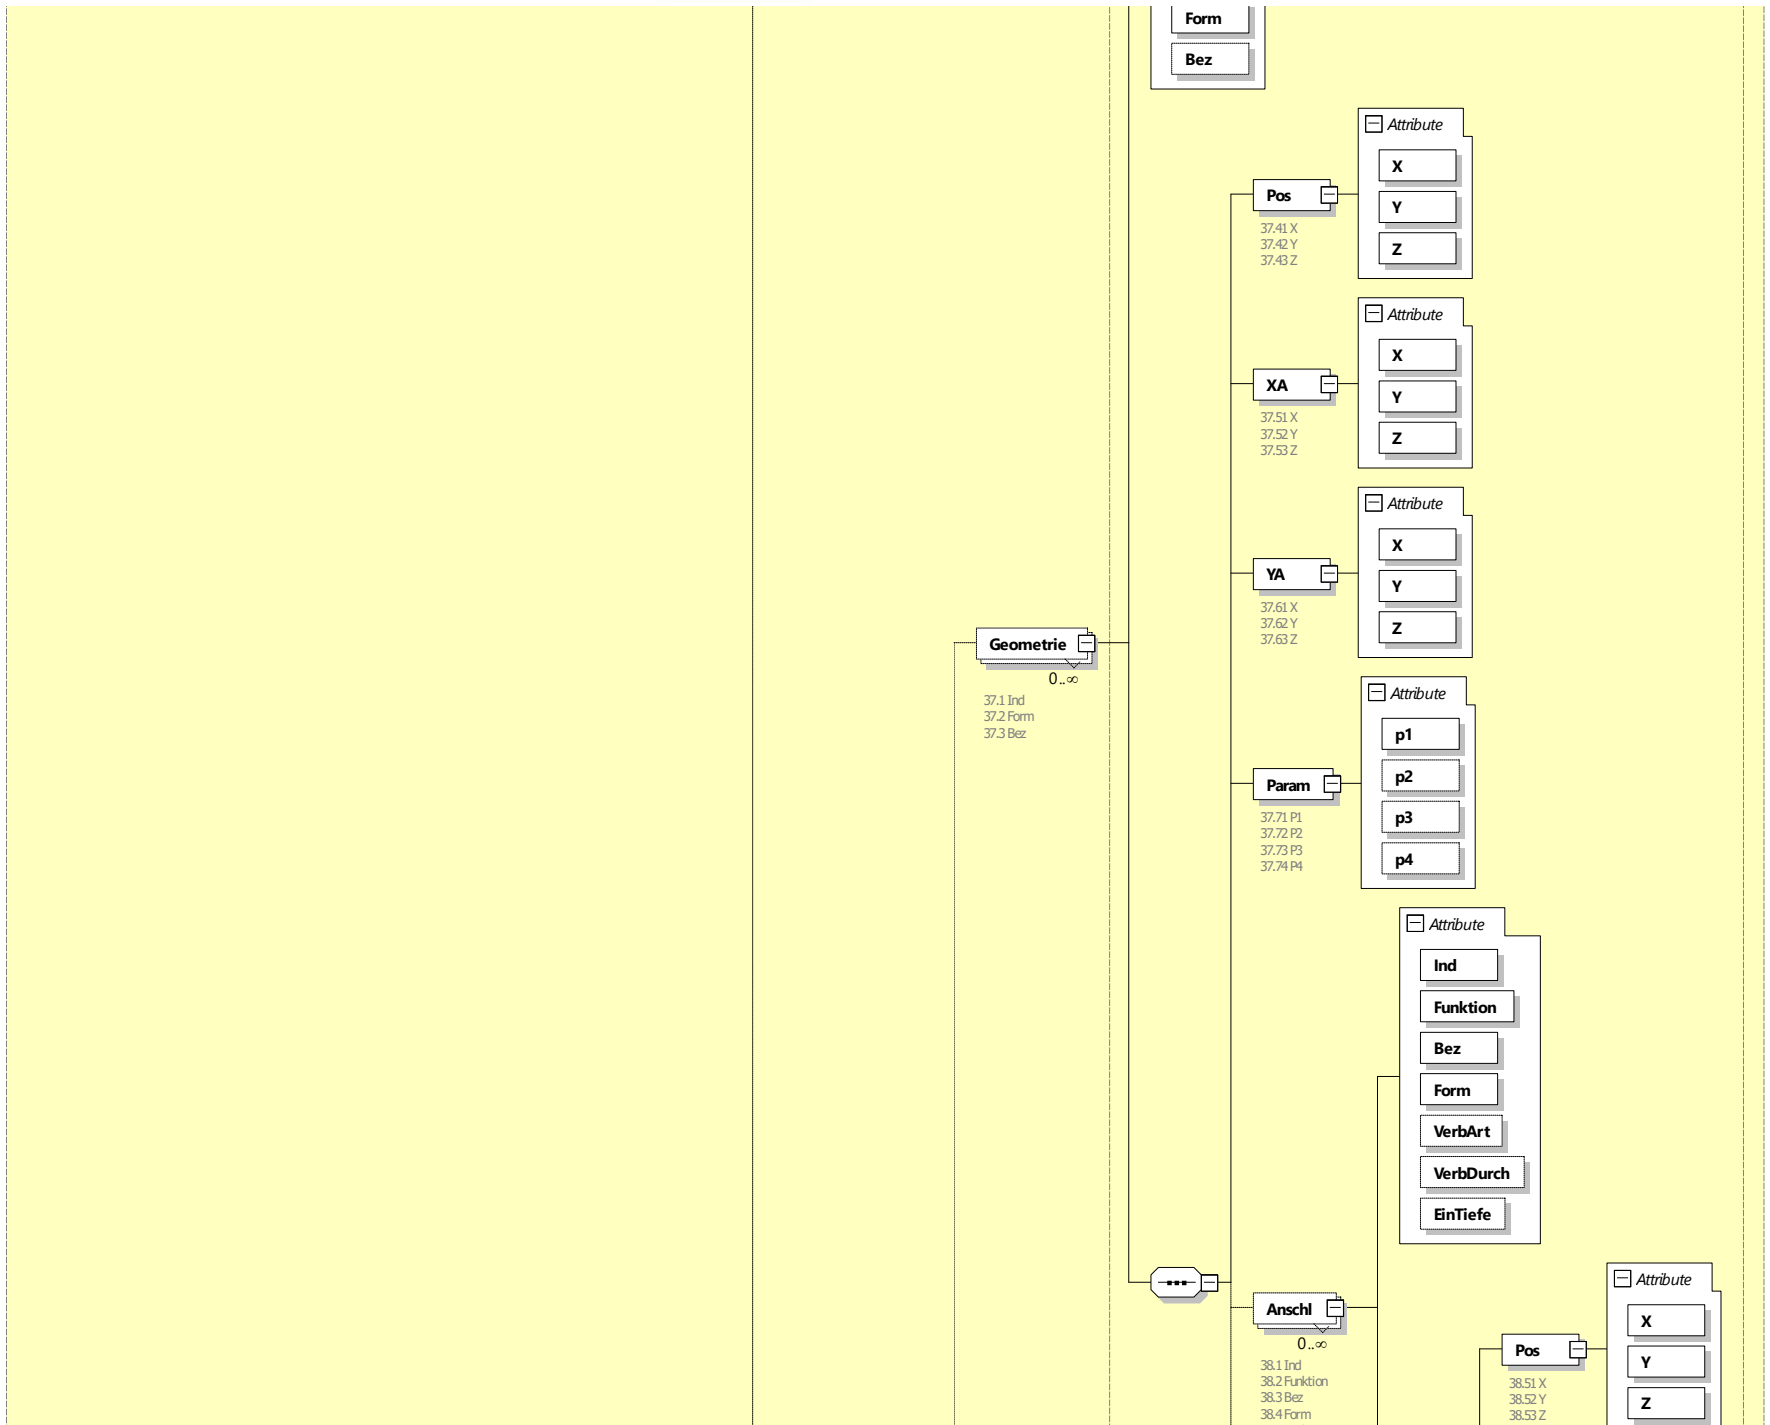 Form
Bez
Attribute
X
Y
Z
Pos
37.41 X
37.42 Y
37.43 Z
Attribute
X
Y
Z
XA
37.51 X
37.52 Y
37.53 Z
Attribute
X
Y
Z
YA
37.61 X
37.62 Y
37.63 Z
Geometrie
0..∞
37.1 Ind
37.2 Form
37.3 Bez
Attribute
p1
p2
p3
p4
Param
37.71 P1
37.72 P2
37.73 P3
37.74 P4
Attribute
Ind
Funktion
Bez
Form
VerbArt
VerbDurch
EinTiefe
Anschl
0..∞
38.1 Ind
38.2 Funktion
38.3 Bez
38.4 Form
Attribute
X
Y
Z
Pos
38.51 X
38.52 Y
38.53 Z